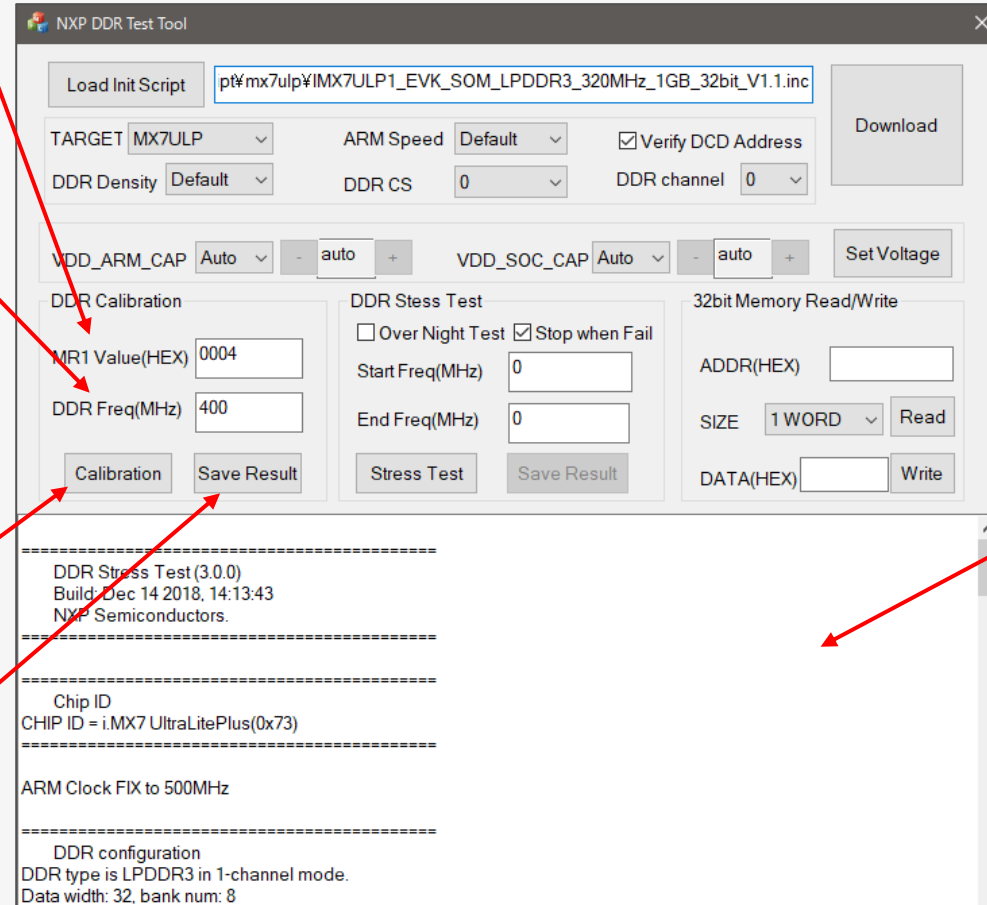 NXP DDR Test Tool
Load Init Script pt¥mx7ulp¥IMX7ULP1_EVK_SOM_LPDDR3_320MHz_1GB_32bit_V1.1.inc
Download
TARGET MX7ULP ARM Speed Default Verify DCD Address
DDR Density Default DDR CS 0 DDR channel 0
VDD_ARM_CAP Auto - auto + VDD_SOC_CAP Auto - auto + Set Voltage
DDR Calibration
MR1 Value(HEX) 0004
DDR Freq(MHz) 400
Calibration Save Result
DDR Stess Test
Over Night Test Stop when Fail
Start Freq(MHz) 0
End Freq(MHz) 0
Stress Test Save Result
32bit Memory Read/Write
ADDR(HEX)
SIZE 1 WORD Read
DATA(HEX) Write
============================================
DDR Stress Test (3.0.0)
Build: Dec 14 2018, 14:13:43
NXP Semiconductors.
============================================
============================================
Chip ID
CHIP ID = i.MX7 UltraLitePlus(0x73)
============================================
ARM Clock FIX to 500MHz
============================================
DDR configuration
DDR type is LPDDR3 in 1-channel mode.
Data width: 32, bank num: 8